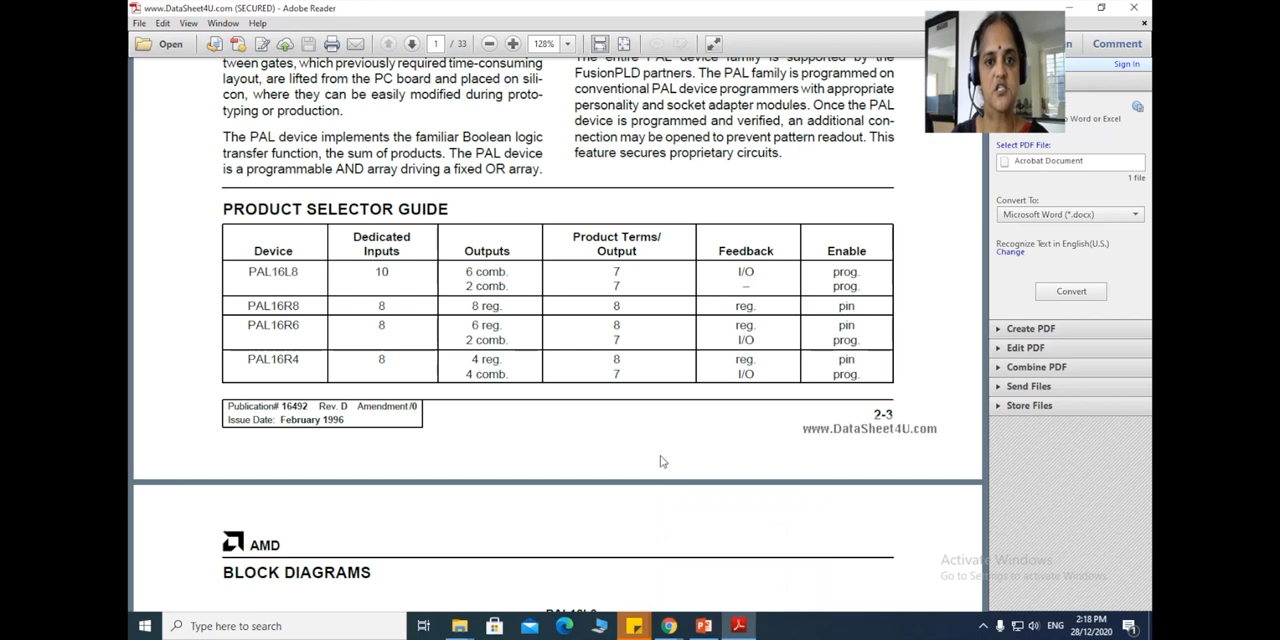 www.DataSheet4U.com (SECURED) - Adobe Reader
File Edit View Window Help
Open 1 / 33 128% Comment
Sign In
tween gates, which previously required time-consuming
layout, are lifted from the PC board and placed on sili-
con, where they can be easily modified during proto-
typing or production.
The PAL device implements the familiar Boolean logic
transfer function, the sum of products. The PAL device
is a programmable AND array driving a fixed OR array.
The entire PAL device family is supported by the
FusionPLD partners. The PAL family is programmed on
conventional PAL device programmers with appropriate
personality and socket adapter modules. Once the PAL
device is programmed and verified, an additional con-
nection may be opened to prevent pattern readout. This
feature secures proprietary circuits.
PRODUCT SELECTOR GUIDE
Device Dedicated Inputs Outputs Product Terms/ Output Feedback Enable
PAL16L8 10 6 comb. 7 I/O prog.
2 comb. 7 – prog.
PAL16R8 8 8 reg. 8 reg. pin
PAL16R6 8 6 reg. 8 reg. pin
2 comb. 7 I/O prog.
PAL16R4 8 4 reg. 8 reg. pin
4 comb. 7 I/O prog.
Publication# 16492 Rev. D Amendment/0
Issue Date: February 1996
2-3
www.DataSheet4U.com
AMD
BLOCK DIAGRAMS
Word or Excel
Select PDF File:
Acrobat Document
1 file
Convert To:
Microsoft Word (*.docx)
Recognize Text in English(U.S.)
Change
Convert
Create PDF
Edit PDF
Combine PDF
Send Files
Store Files
Activate Windows
Go to Settings to activate Windows.
Type here to search
ENG
2:18 PM
28/12/2020